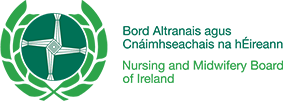 Bord Altranais agus
Cnáimhseachais na hÉireann
Nursing and Midwifery Board
of Ireland